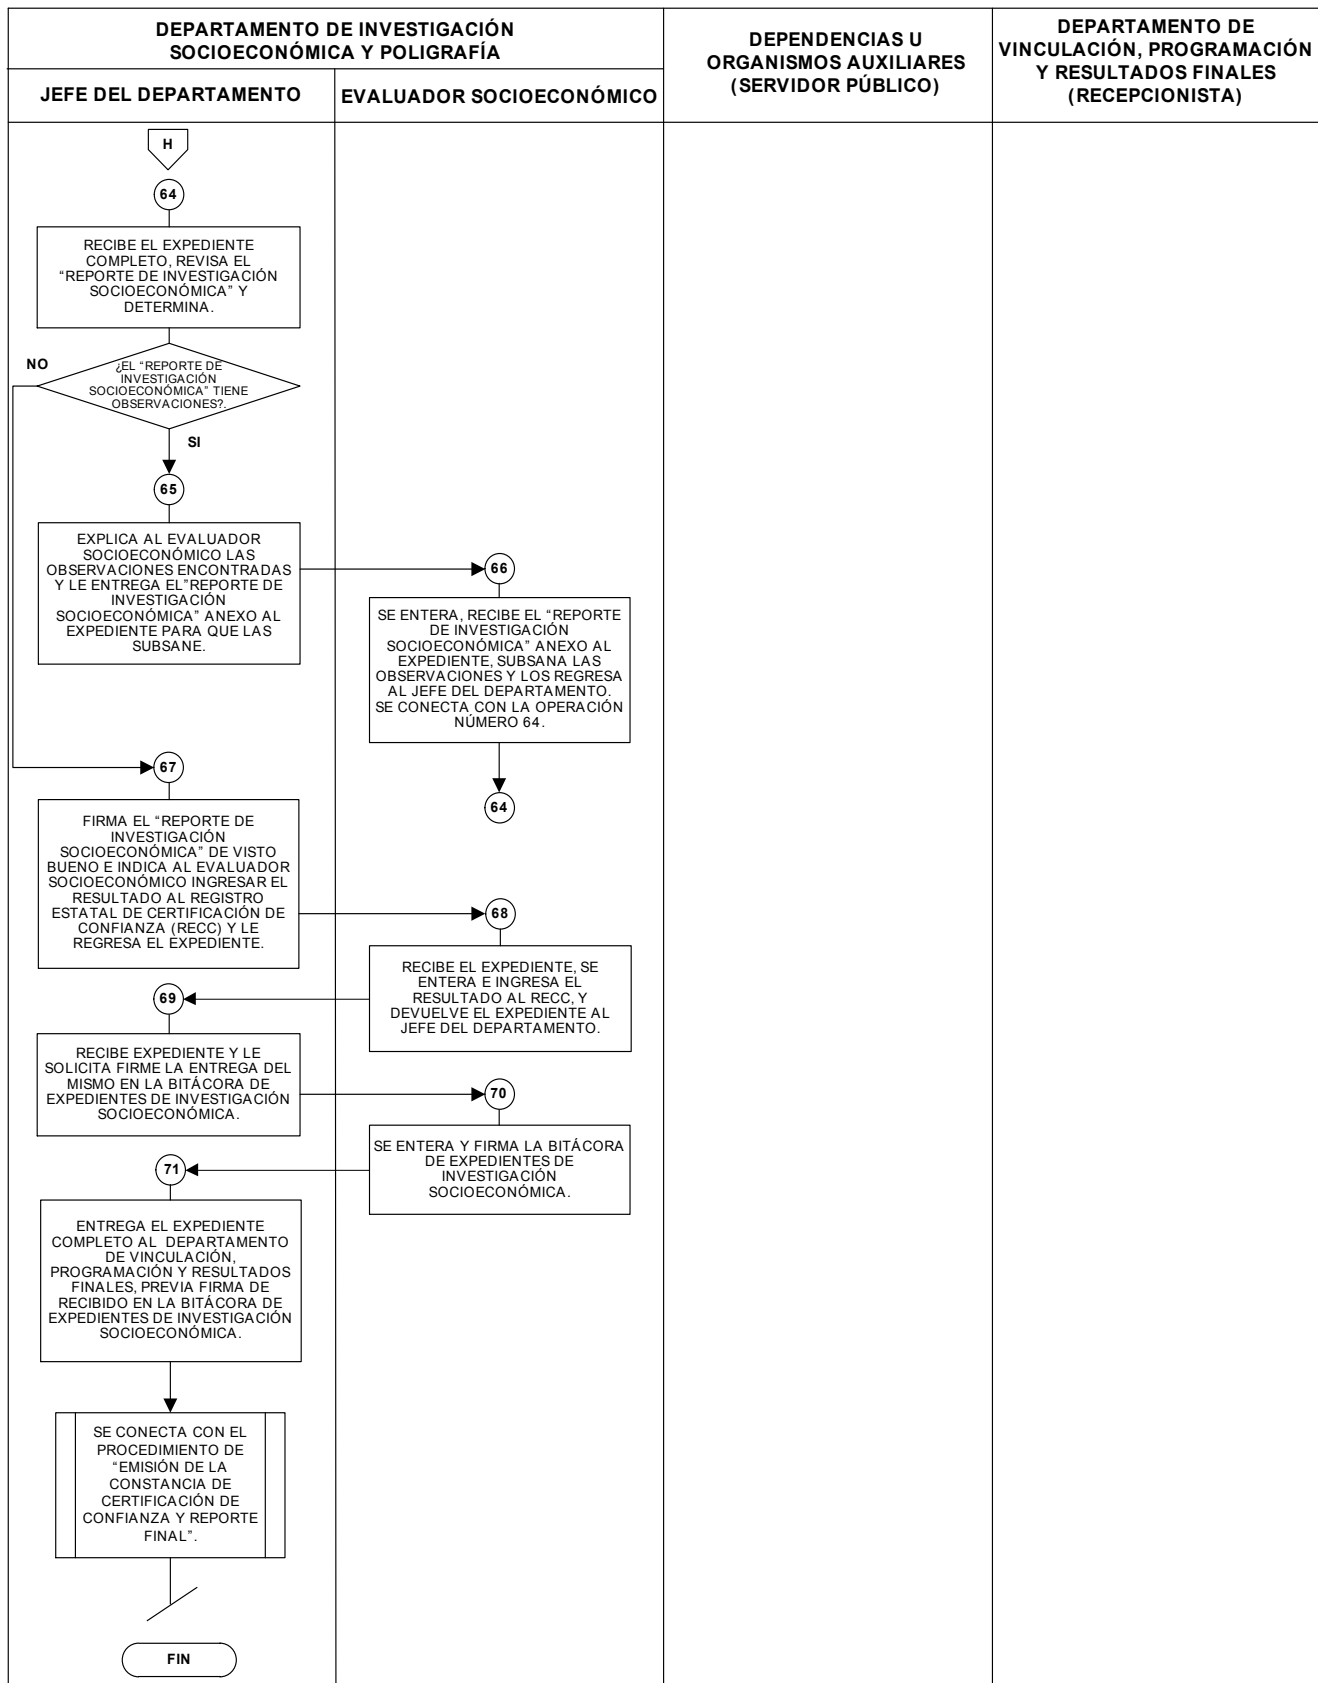 DEPARTAMENTO DE INVESTIGACIÓN
SOCIOECONÓMICA Y POLIGRAFÍA
JEFE DEL DEPARTAMENTO
EVALUADOR SOCIOECONÓMICO
DEPENDENCIAS U
ORGANISMOS AUXILIARES
(SERVIDOR PÚBLICO)
DEPARTAMENTO DE
VINCULACIÓN, PROGRAMACIÓN
Y RESULTADOS FINALES
(RECEPCIONISTA)
H
64
RECIBE EL EXPEDIENTE
COMPLETO, REVISA EL
“REPORTE DE INVESTIGACIÓN
SOCIOECONÓMICA” Y
DETERMINA.
NO
¿EL “REPORTE DE
INVESTIGACIÓN
SOCIOECONÓMICA” TIENE
OBSERVACIONES?.
SI
65
EXPLICA AL EVALUADOR
SOCIOECONÓMICO LAS
OBSERVACIONES ENCONTRADAS
Y LE ENTREGA EL”REPORTE DE
INVESTIGACIÓN
SOCIOECONÓMICA” ANEXO AL
EXPEDIENTE PARA QUE LAS
SUBSANE.
66
SE ENTERA, RECIBE EL “REPORTE
DE INVESTIGACIÓN
SOCIOECONÓMICA” ANEXO AL
EXPEDIENTE, SUBSANA LAS
OBSERVACIONES Y LOS REGRESA
AL JEFE DEL DEPARTAMENTO.
SE CONECTA CON LA OPERACIÓN
NÚMERO 64.
64
67
FIRMA EL “REPORTE DE
INVESTIGACIÓN
SOCIOECONÓMICA” DE VISTO
BUENO E INDICA AL EVALUADOR
SOCIOECONÓMICO INGRESAR EL
RESULTADO AL REGISTRO
ESTATAL DE CERTIFICACIÓN DE
CONFIANZA (RECC) Y LE
REGRESA EL EXPEDIENTE.
68
RECIBE EL EXPEDIENTE, SE
ENTERA E INGRESA EL
RESULTADO AL RECC, Y
DEVUELVE EL EXPEDIENTE AL
JEFE DEL DEPARTAMENTO.
69
RECIBE EXPEDIENTE Y LE
SOLICITA FIRME LA ENTREGA DEL
MISMO EN LA BITÁCORA DE
EXPEDIENTES DE INVESTIGACIÓN
SOCIOECONÓMICA.
70
SE ENTERA Y FIRMA LA BITÁCORA
DE EXPEDIENTES DE
INVESTIGACIÓN
SOCIOECONÓMICA.
71
ENTREGA EL EXPEDIENTE
COMPLETO AL DEPARTAMENTO
DE VINCULACIÓN,
PROGRAMACIÓN Y RESULTADOS
FINALES, PREVIA FIRMA DE
RECIBIDO EN LA BITÁCORA DE
EXPEDIENTES DE INVESTIGACIÓN
SOCIOECONÓMICA.
SE CONECTA CON EL
PROCEDIMIENTO DE
“EMISIÓN DE LA
CONSTANCIA DE
CERTIFICACIÓN DE
CONFIANZA Y REPORTE
FINAL”.
FIN